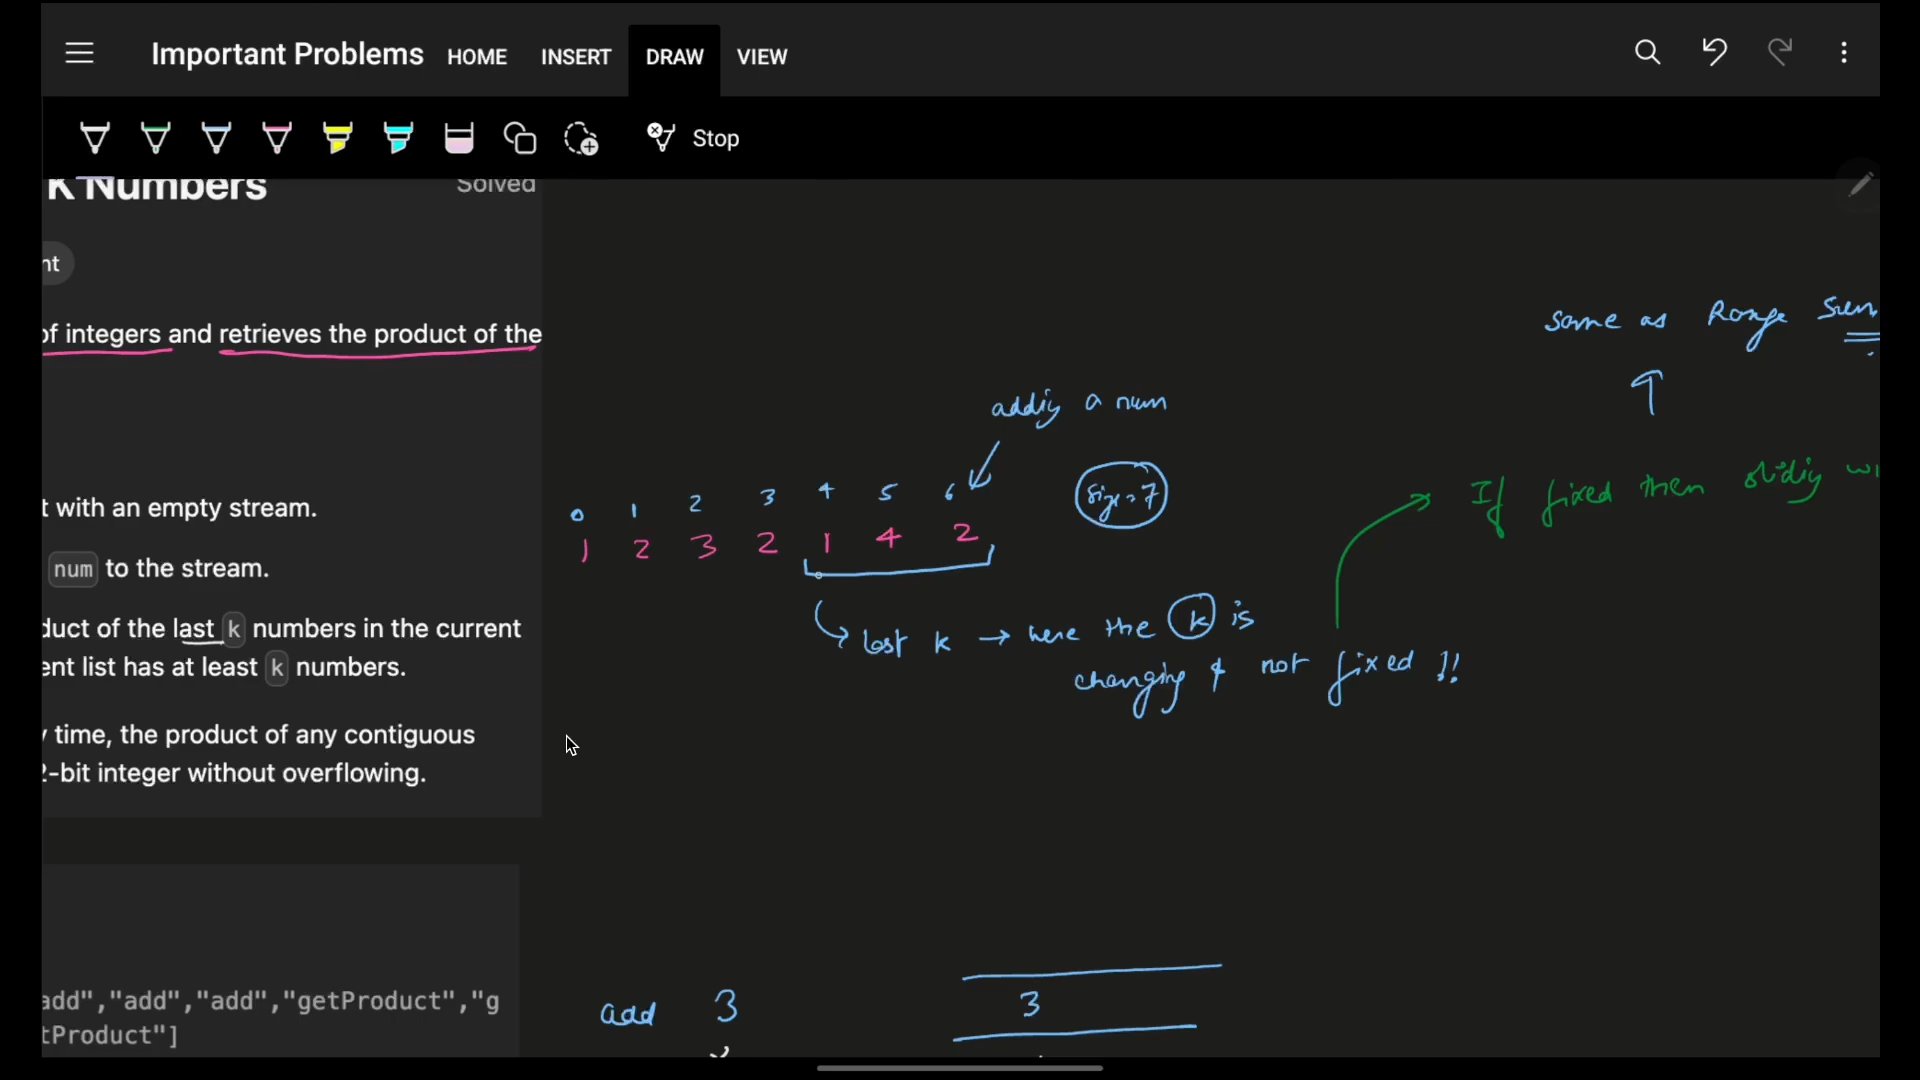 Important Problems HOME INSERT DRAW VIEW
Stop
K Numbers Solved
nt
of integers and retrieves the product of the
t with an empty stream.
num to the stream.
duct of the last k numbers in the current
ent list has at least k numbers.
y time, the product of any contiguous
2-bit integer without overflowing.
add","add","add","getProduct","g
tProduct"]
Same as Range Sum
adding a num
If fixed then sliding wi
0 1 2 3 4 5 6
size = 7
1 2 3 2 1 4 2
last k → here the k is
changing & not fixed !!
add 3
3